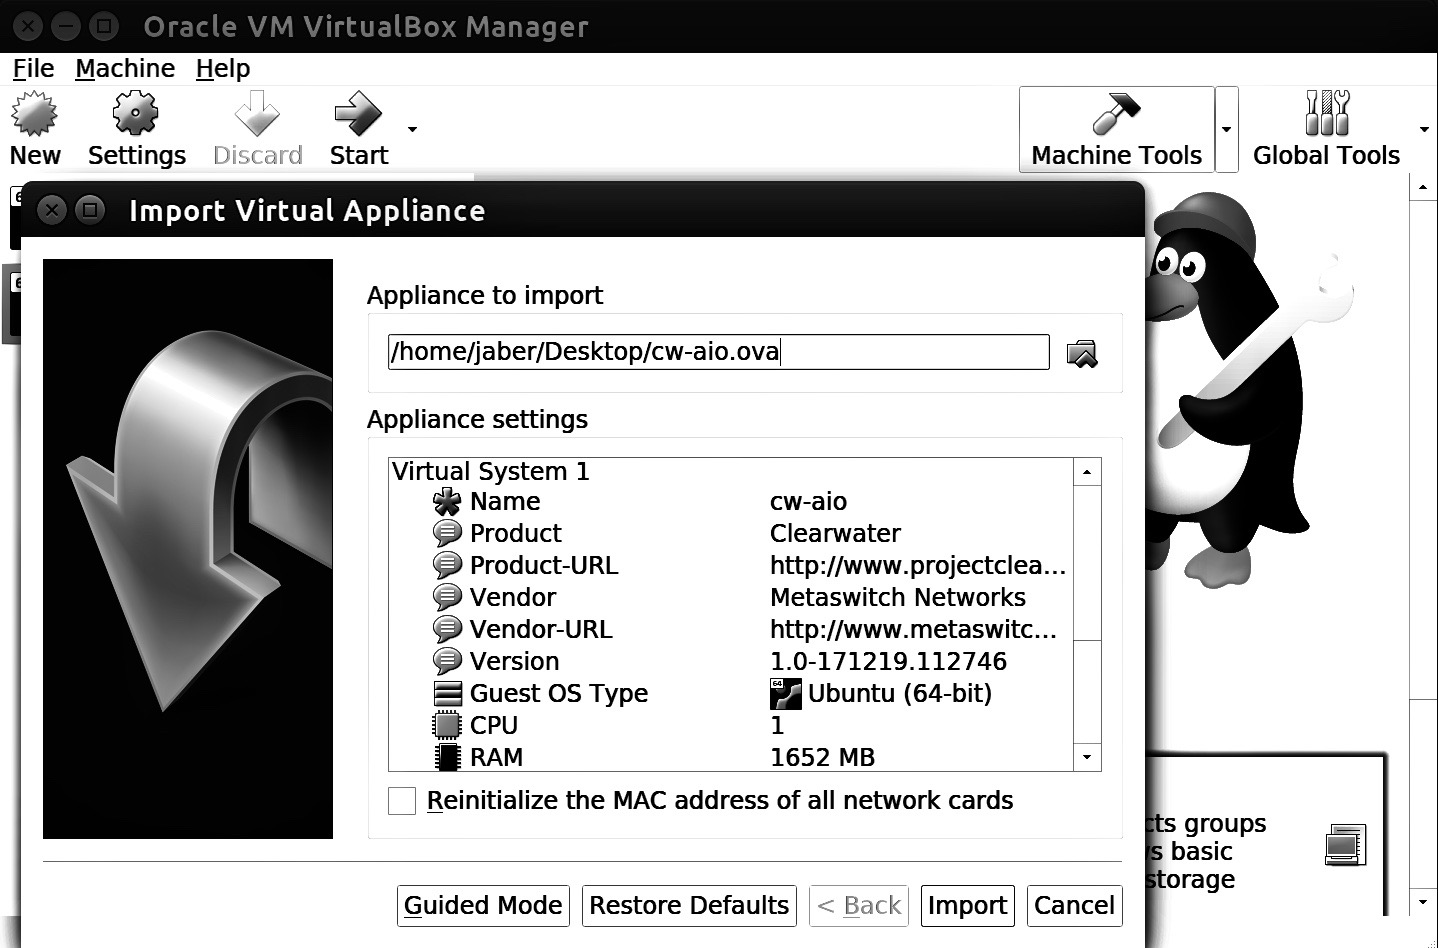 Oracle VM VirtualBox Manager
File Machine Help
New Settings Discard Start Machine Tools Global Tools
Import Virtual Appliance
Appliance to import
/home/jaber/Desktop/cw-aio.ova
Appliance settings
Virtual System 1
Name cw-aio
Product Clearwater
Product-URL http://www.projectclea...
Vendor Metaswitch Networks
Vendor-URL http://www.metaswitc...
Version 1.0-171219.112746
Guest OS Type 64 Ubuntu (64-bit)
CPU 1
RAM 1652 MB
Reinitialize the MAC address of all network cards
groups
basic
storage
Guided Mode Restore Defaults < Back Import Cancel